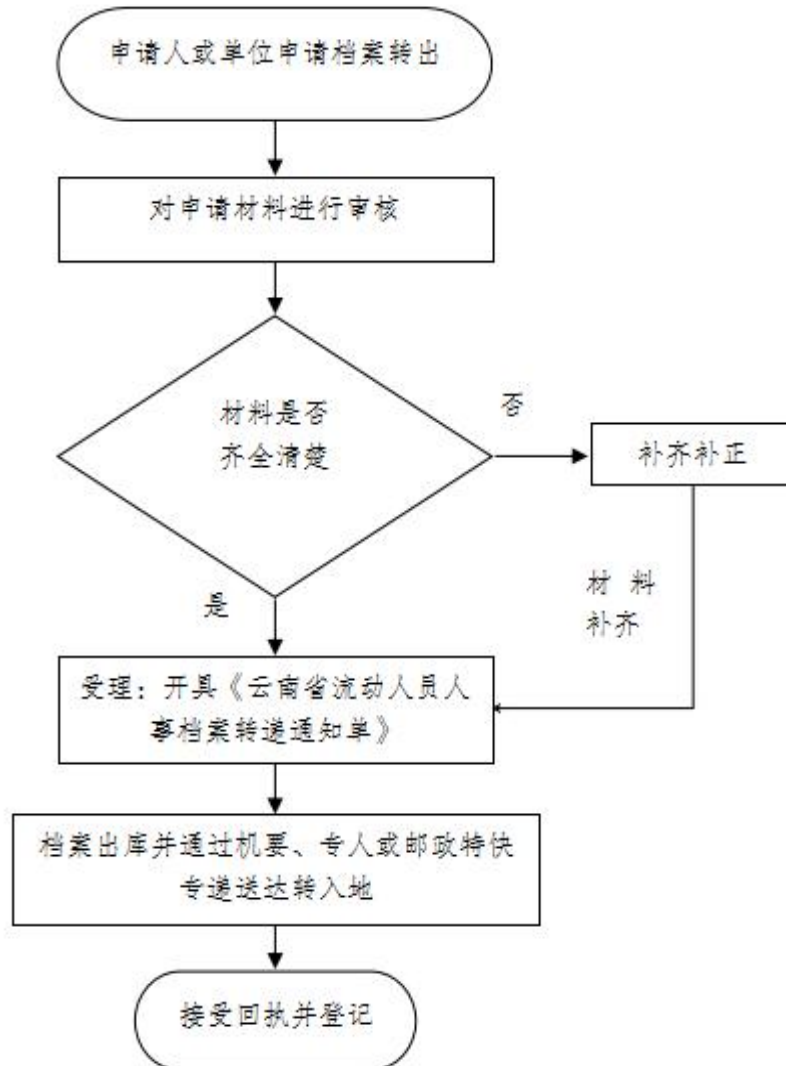 申请人或单位申请档案转出
对申请材料进行审核
材料是否
齐全清楚
否
补齐补正
材 料
补齐
是
受理：开具《云南省流动人员人
事档案转递通知单》
档案出库并通过机要、专人或邮政特快
专递送达转入地
接受回执并登记